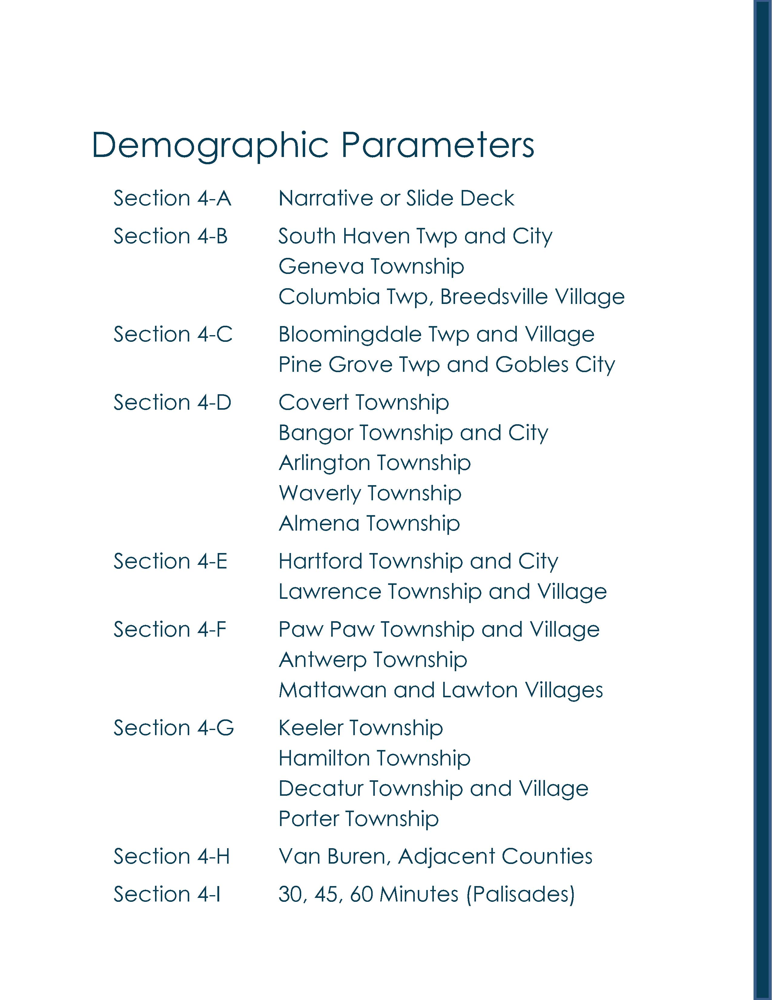 Demographic Parameters
Section 4-A Narrative or Slide Deck
Section 4-B South Haven Twp and City
Geneva Township
Columbia Twp, Breedsville Village
Section 4-C Bloomingdale Twp and Village
Pine Grove Twp and Gobles City
Section 4-D Covert Township
Bangor Township and City
Arlington Township
Waverly Township
Almena Township
Section 4-E Hartford Township and City
Lawrence Township and Village
Section 4-F Paw Paw Township and Village
Antwerp Township
Mattawan and Lawton Villages
Section 4-G Keeler Township
Hamilton Township
Decatur Township and Village
Porter Township
Section 4-H Van Buren, Adjacent Counties
Section 4-I 30, 45, 60 Minutes (Palisades)